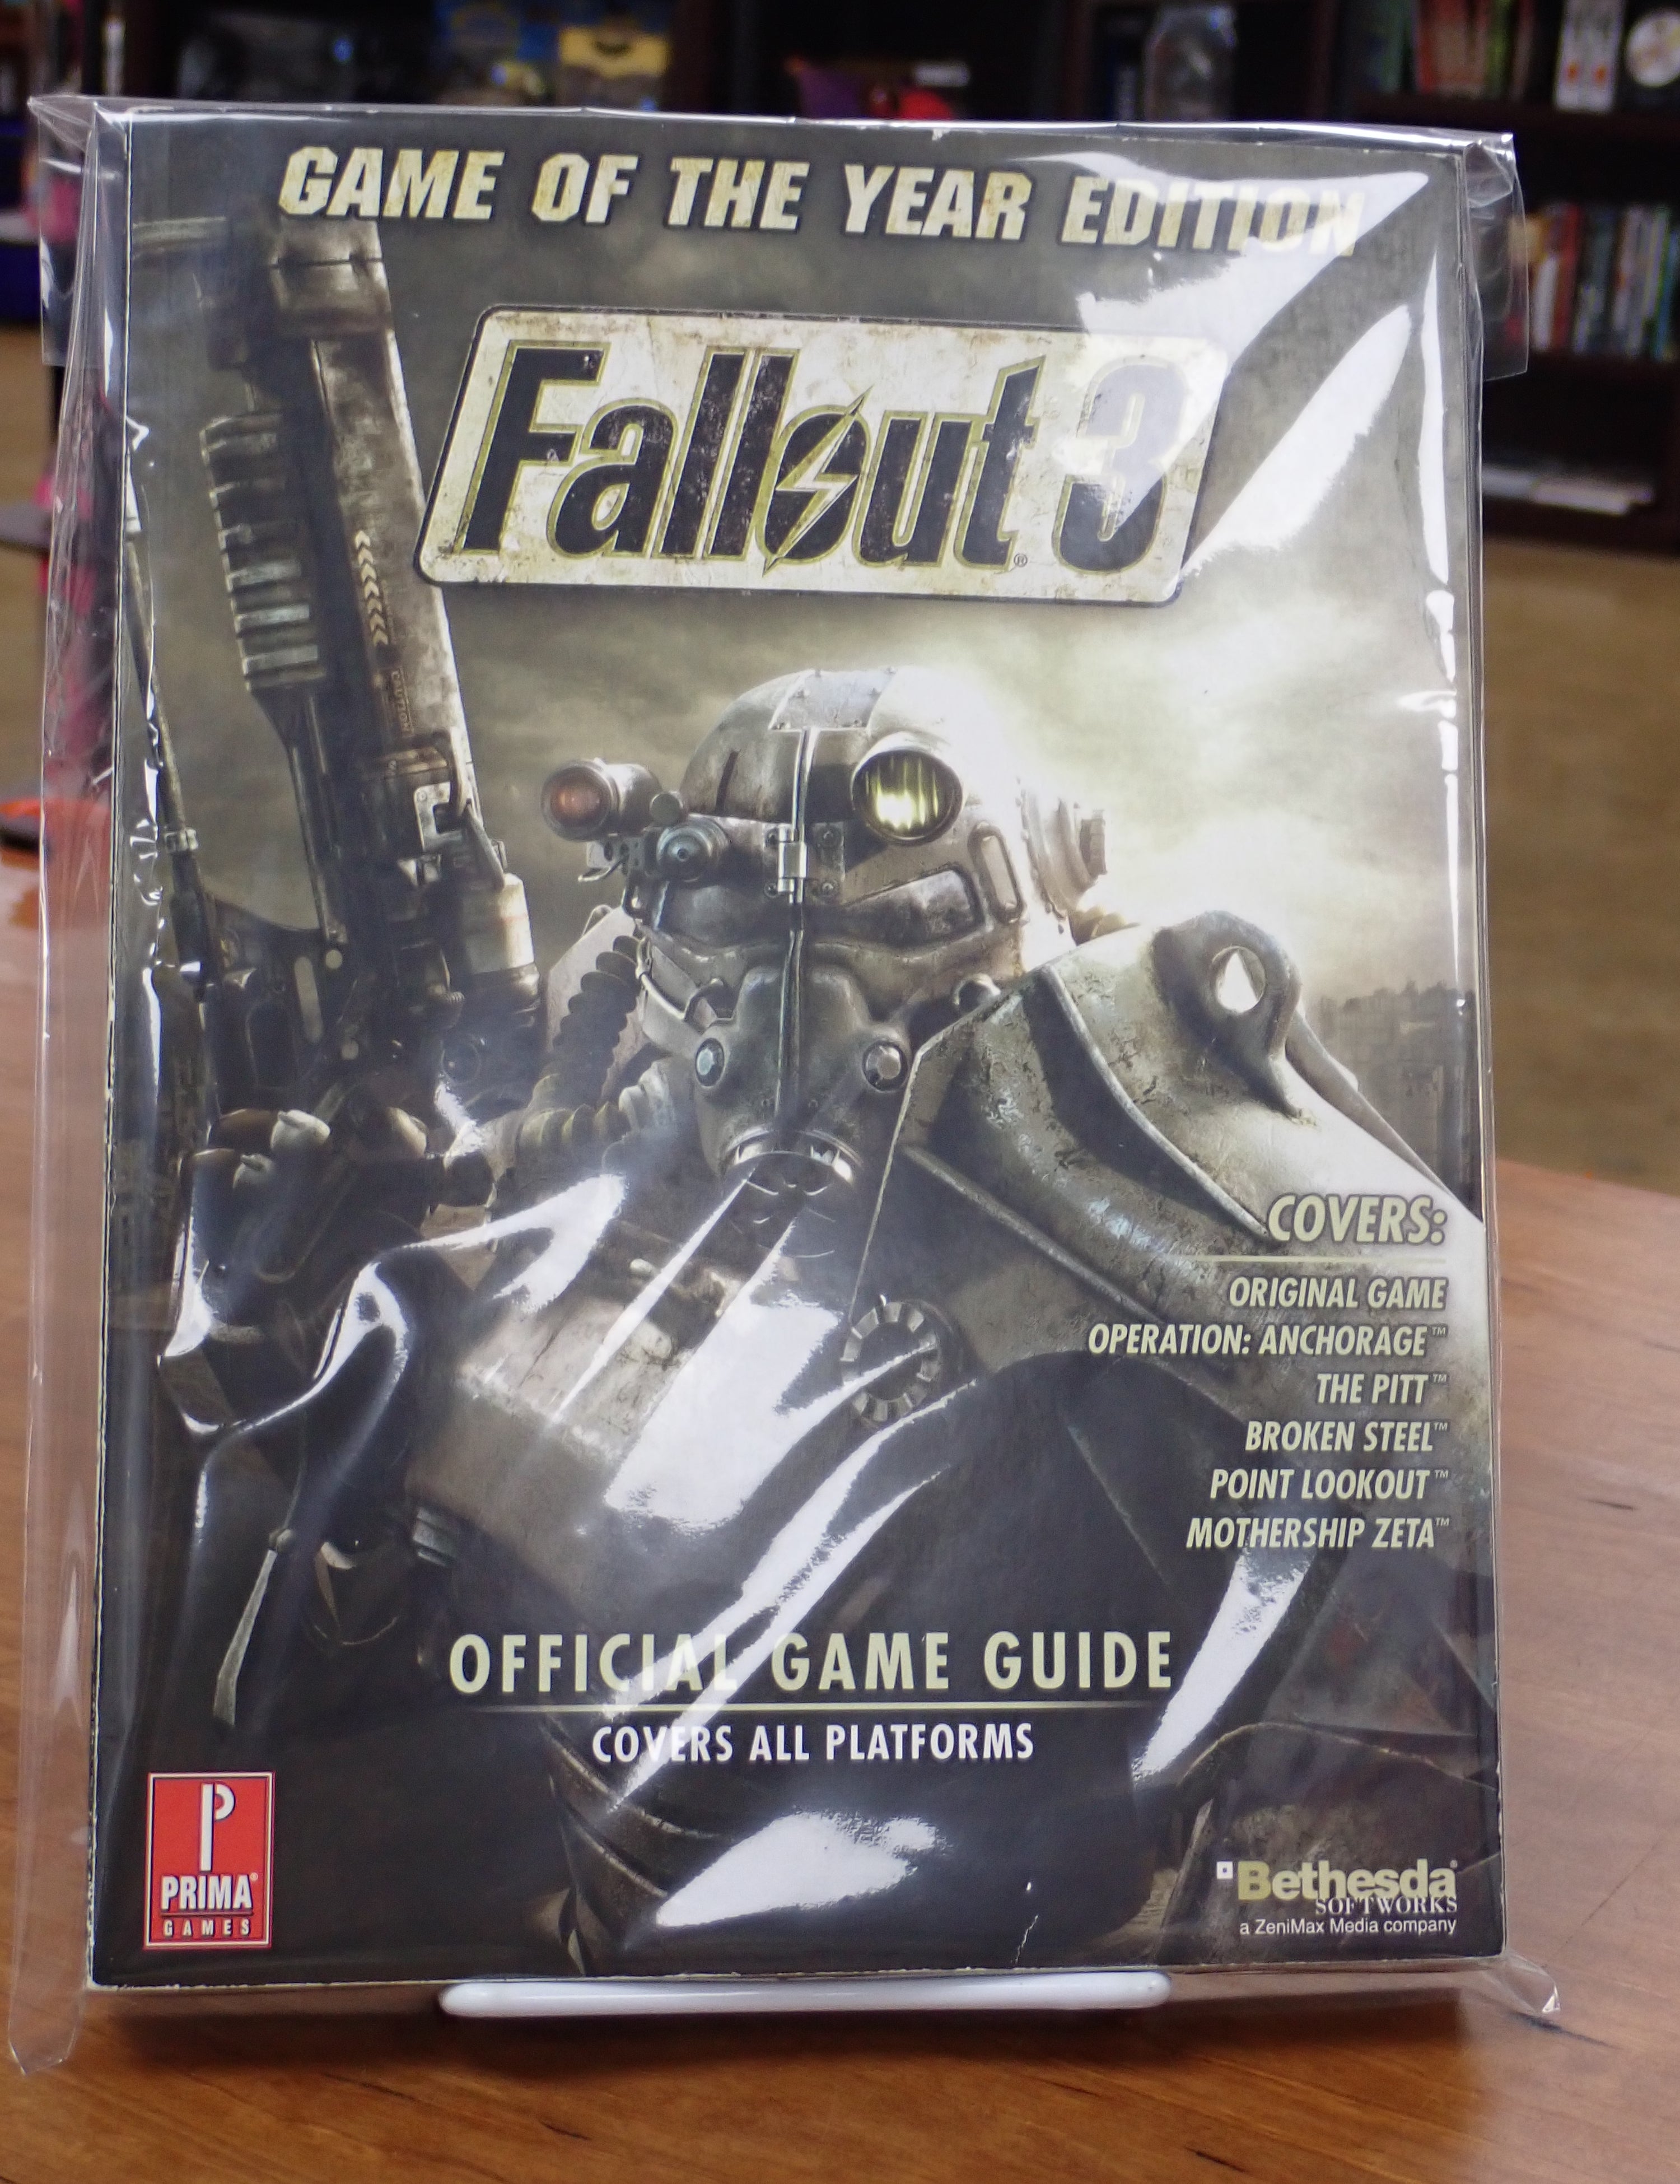 GAME OF THE YEAR EDITION
Fallout 3
®
CAUTION
COVERS:
ORIGINAL GAME
OPERATION: ANCHORAGE™
THE PITT™
BROKEN STEEL™
POINT LOOKOUT™
MOTHERSHIP ZETA™
OFFICIAL GAME GUIDE
COVERS ALL PLATFORMS
P
PRIMA®
GAMES
Bethesda®
SOFTWORKS
a ZeniMax Media company